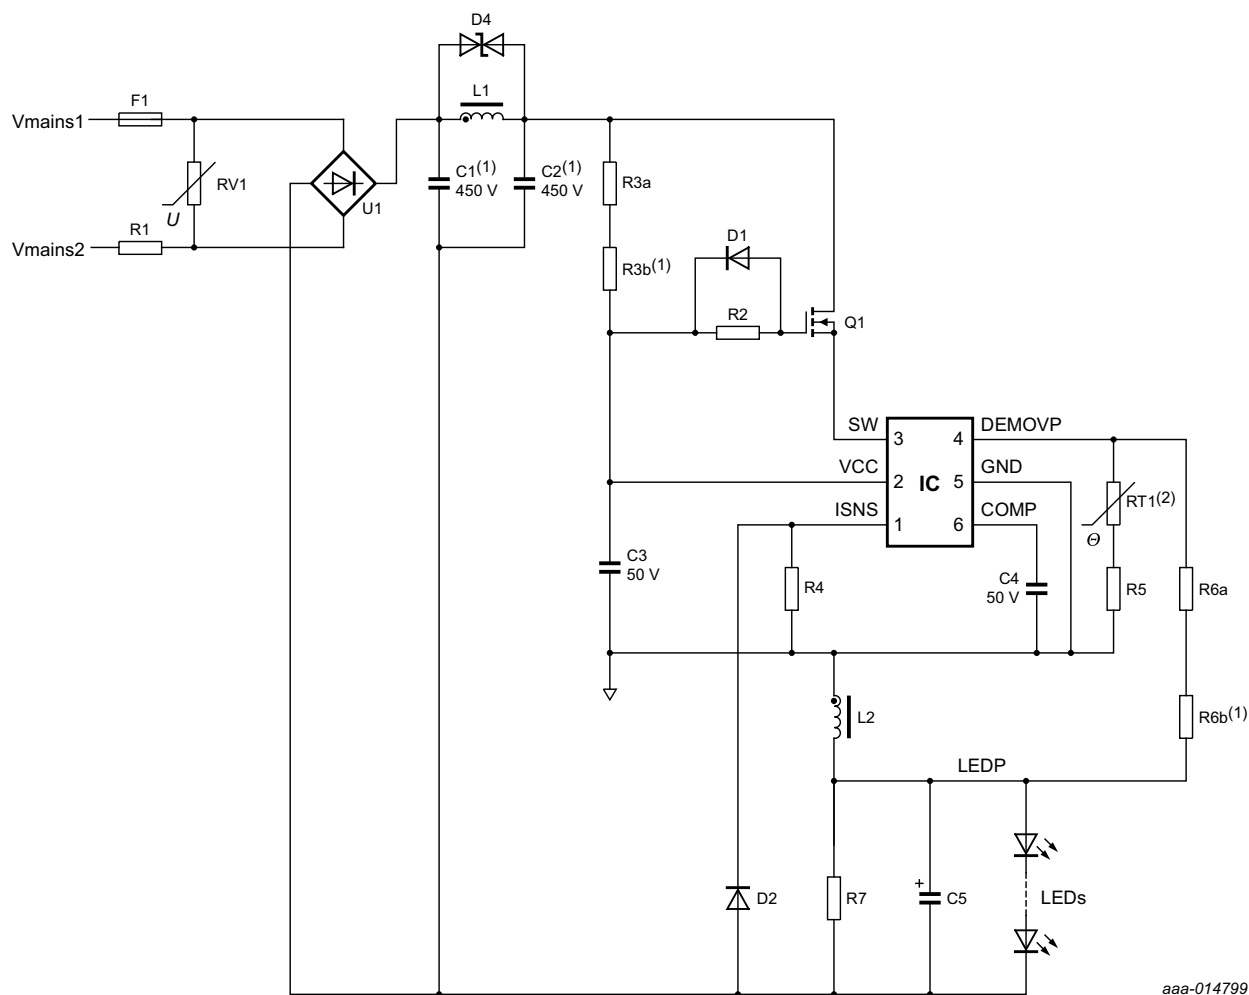 D4
L1
F1
Vmains1
C1(1)
450 V
C2(1)
450 V
R3a
RV1
U
U1
R1
Vmains2
D1
R3b(1)
R2
Q1
SW
DEMOVP
3
4
VCC
GND
2
IC
5
RT1(2)
ISNS
COMP
1
6
Θ
C3
50 V
R4
C4
50 V
R5
R6a
L2
R6b(1)
LEDP
D2
R7
+
C5
LEDs
aaa-014799